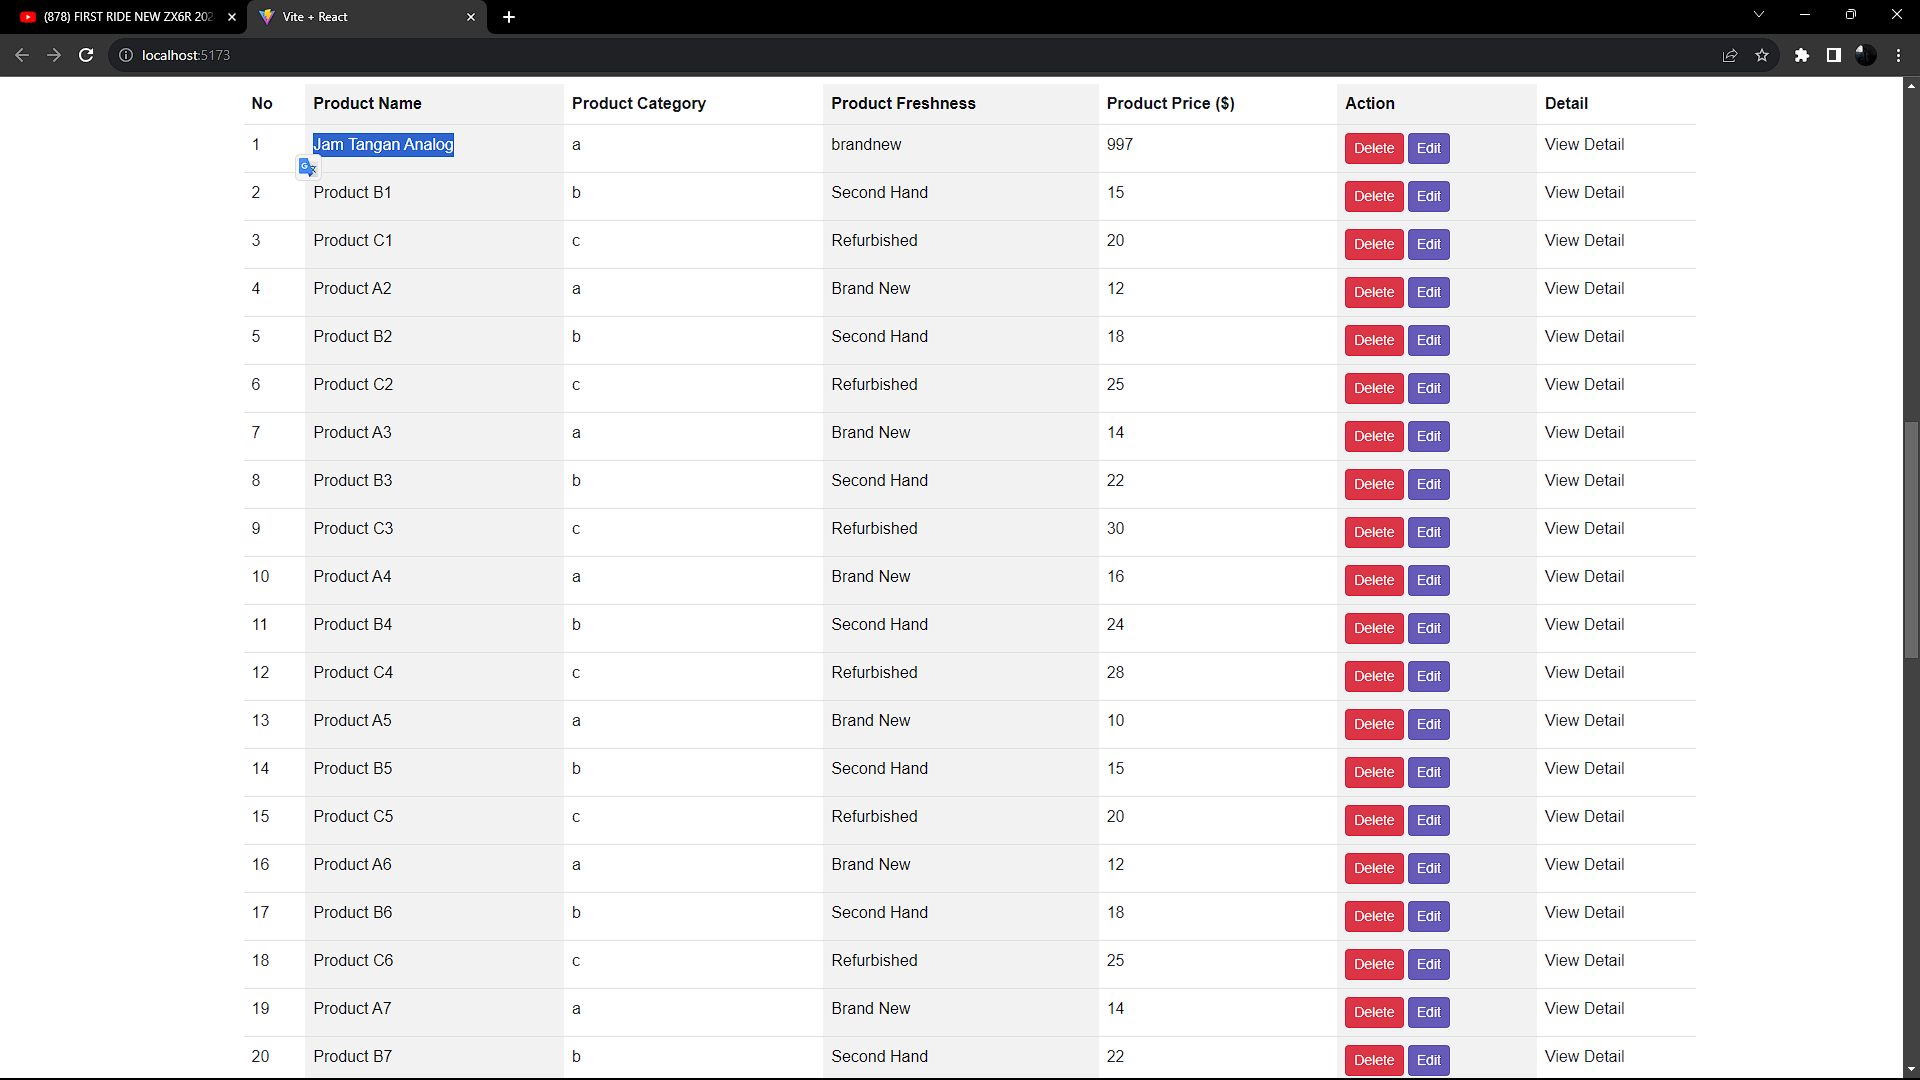 (878) FIRST RIDE NEW ZX6R 202
Vite + React
localhost:5173
No Product Name Product Category Product Freshness Product Price ($) Action Detail
1 Jam Tangan Analog a brandnew 997 Delete Edit View Detail
2 Product B1 b Second Hand 15 Delete Edit View Detail
3 Product C1 c Refurbished 20 Delete Edit View Detail
4 Product A2 a Brand New 12 Delete Edit View Detail
5 Product B2 b Second Hand 18 Delete Edit View Detail
6 Product C2 c Refurbished 25 Delete Edit View Detail
7 Product A3 a Brand New 14 Delete Edit View Detail
8 Product B3 b Second Hand 22 Delete Edit View Detail
9 Product C3 c Refurbished 30 Delete Edit View Detail
10 Product A4 a Brand New 16 Delete Edit View Detail
11 Product B4 b Second Hand 24 Delete Edit View Detail
12 Product C4 c Refurbished 28 Delete Edit View Detail
13 Product A5 a Brand New 10 Delete Edit View Detail
14 Product B5 b Second Hand 15 Delete Edit View Detail
15 Product C5 c Refurbished 20 Delete Edit View Detail
16 Product A6 a Brand New 12 Delete Edit View Detail
17 Product B6 b Second Hand 18 Delete Edit View Detail
18 Product C6 c Refurbished 25 Delete Edit View Detail
19 Product A7 a Brand New 14 Delete Edit View Detail
20 Product B7 b Second Hand 22 Delete Edit View Detail